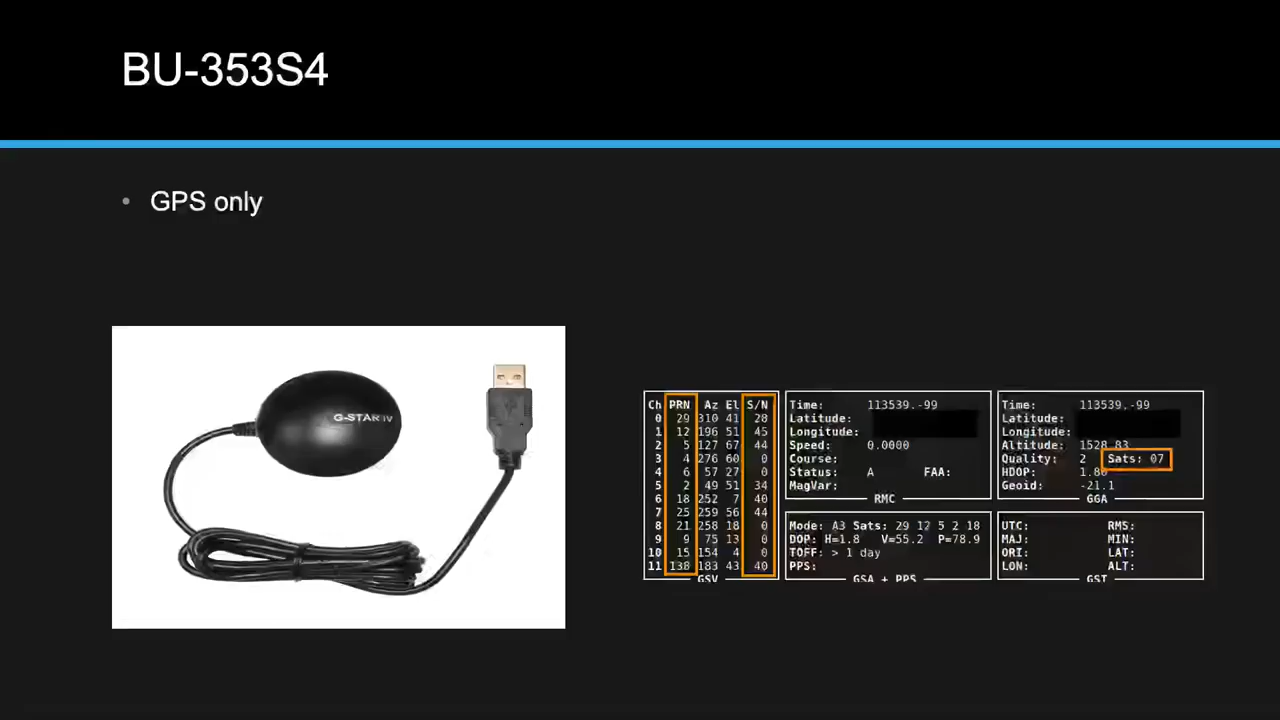 BU-353S4
• GPS only
G-STAR IV
Ch PRN Az El S/N
0 29 310 41 28
1 12 196 51 45
2 5 127 67 44
3 4 276 60 0
4 6 57 27 0
5 2 49 51 34
6 18 252 7 40
7 25 259 56 44
8 21 258 18 0
9 9 75 13 0
10 15 154 4 0
11 138 183 43 40
GSV
Time: 113539.-99
Latitude:
Longitude:
Speed: 0.0000
Course:
Status: A FAA:
MagVar:
RMC
Time: 113539.-99
Latitude:
Longitude:
Altitude: 1528.83
Quality: 2 Sats: 07
HDOP: 1.80
Geoid: -21.1
GGA
Mode: A3 Sats: 29 12 5 2 18
DOP: H=1.8 V=55.2 P=78.9
TOFF: > 1 day
PPS:
GSA + PPS
UTC: RMS:
MAJ: MIN:
ORI: LAT:
LON: ALT:
GST